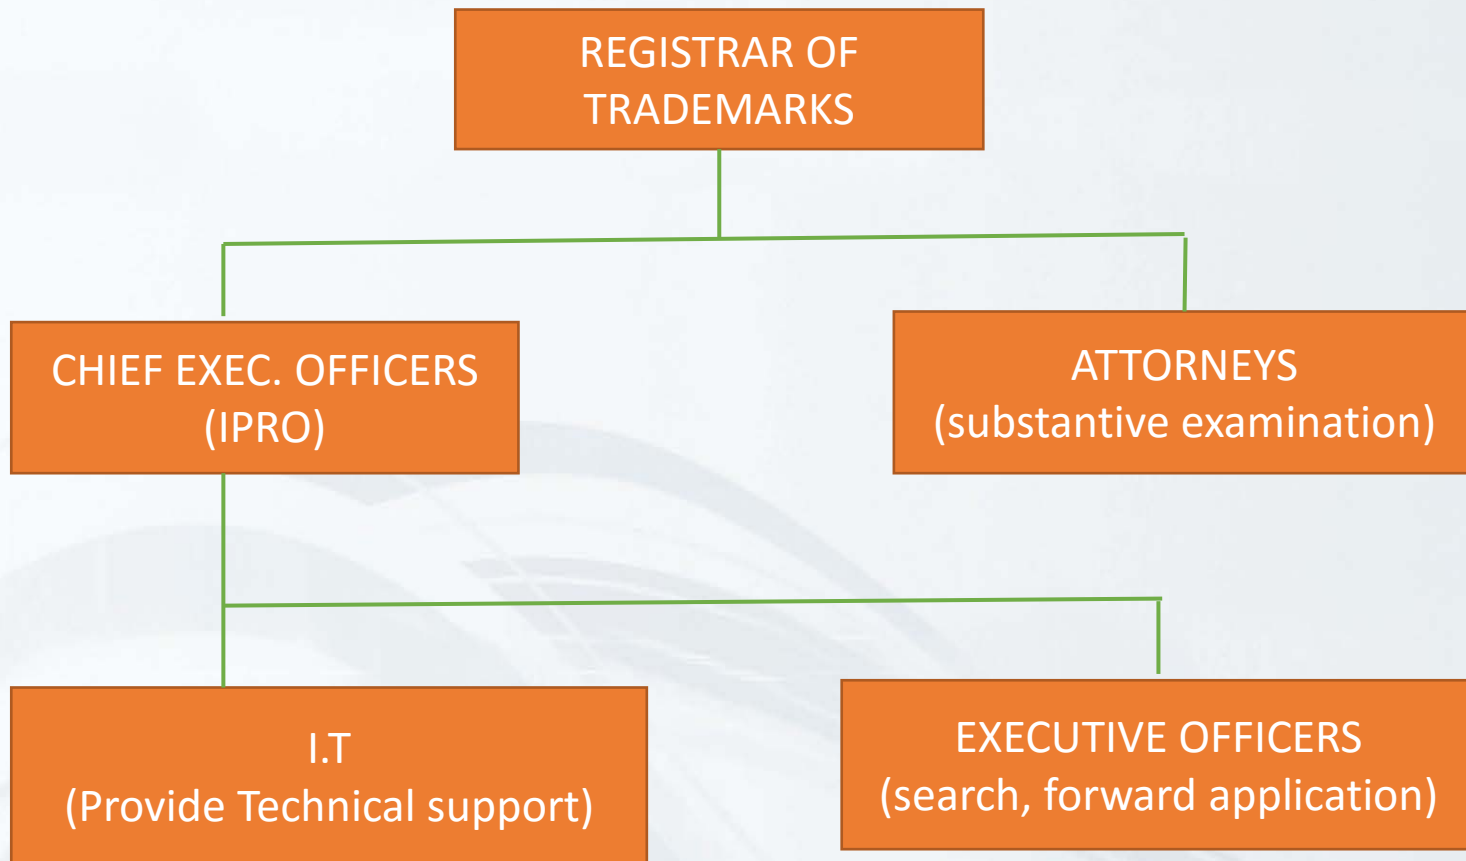 REGISTRAR OF
TRADEMARKS
CHIEF EXEC. OFFICERS
(IPRO)
ATTORNEYS
(substantive examination)
I.T
(Provide Technical support)
EXECUTIVE OFFICERS
(search, forward application)